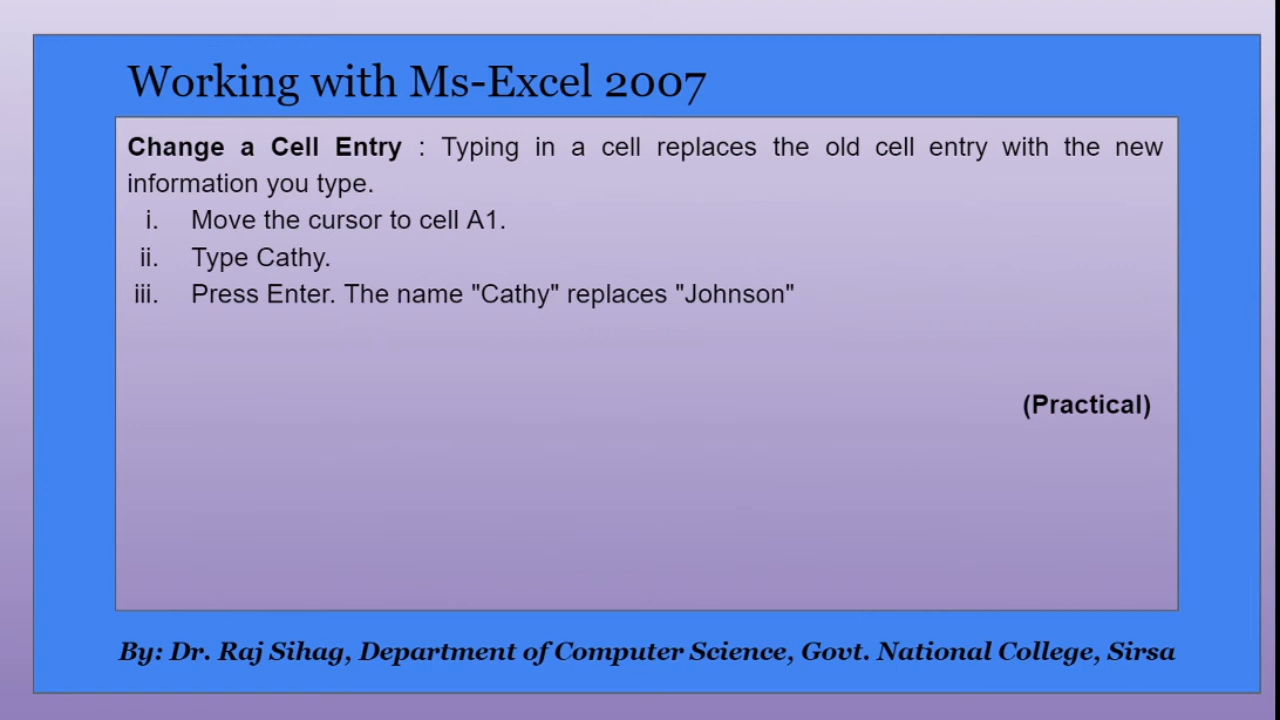 Working with Ms-Excel 2007
Change a Cell Entry : Typing in a cell replaces the old cell entry with the new
information you type.
i. Move the cursor to cell A1.
ii. Type Cathy.
iii. Press Enter. The name "Cathy" replaces "Johnson"
(Practical)
By: Dr. Raj Sihag, Department of Computer Science, Govt. National College, Sirsa